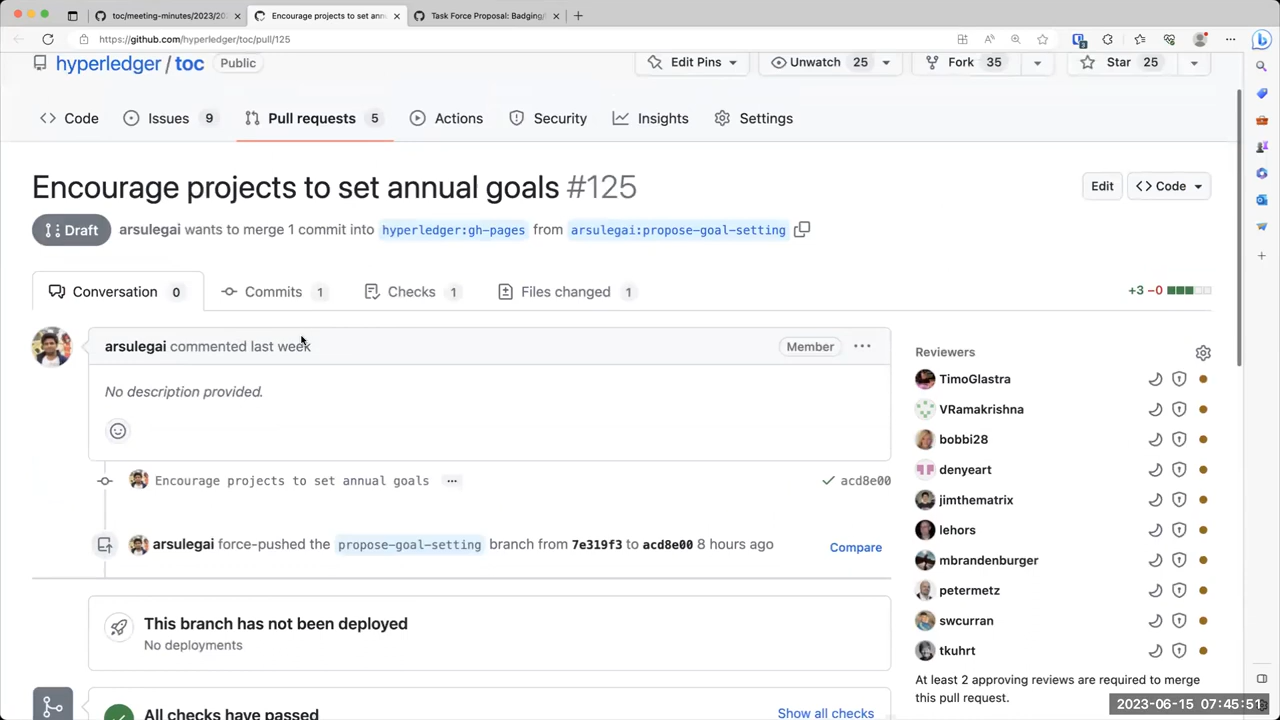 toc/meeting-minutes/2023/20
Encourage projects to set ann
Task Force Proposal: Badging/
https://github.com/hyperledger/toc/pull/125
hyperledger / toc Public
Edit Pins Unwatch 25 Fork 35 Star 25
Code Issues 9 Pull requests 5 Actions Security Insights Settings
Encourage projects to set annual goals #125
Edit <> Code
Draft arsulegai wants to merge 1 commit into hyperledger:gh-pages from arsulegai:propose-goal-setting
Conversation 0 Commits 1 Checks 1 Files changed 1
+3 −0
arsulegai commented last week Member
No description provided.
Encourage projects to set annual goals ... acd8e00
arsulegai force-pushed the propose-goal-setting branch from 7e319f3 to acd8e00 8 hours ago Compare
This branch has not been deployed
No deployments
All checks have passed Show all checks
Reviewers
TimoGlastra
VRamakrishna
bobbi28
denyeart
jimthematrix
lehors
mbrandenburger
petermetz
swcurran
tkuhrt
At least 2 approving reviews are required to merge
this pull request.
2023-06-15 07:45:51